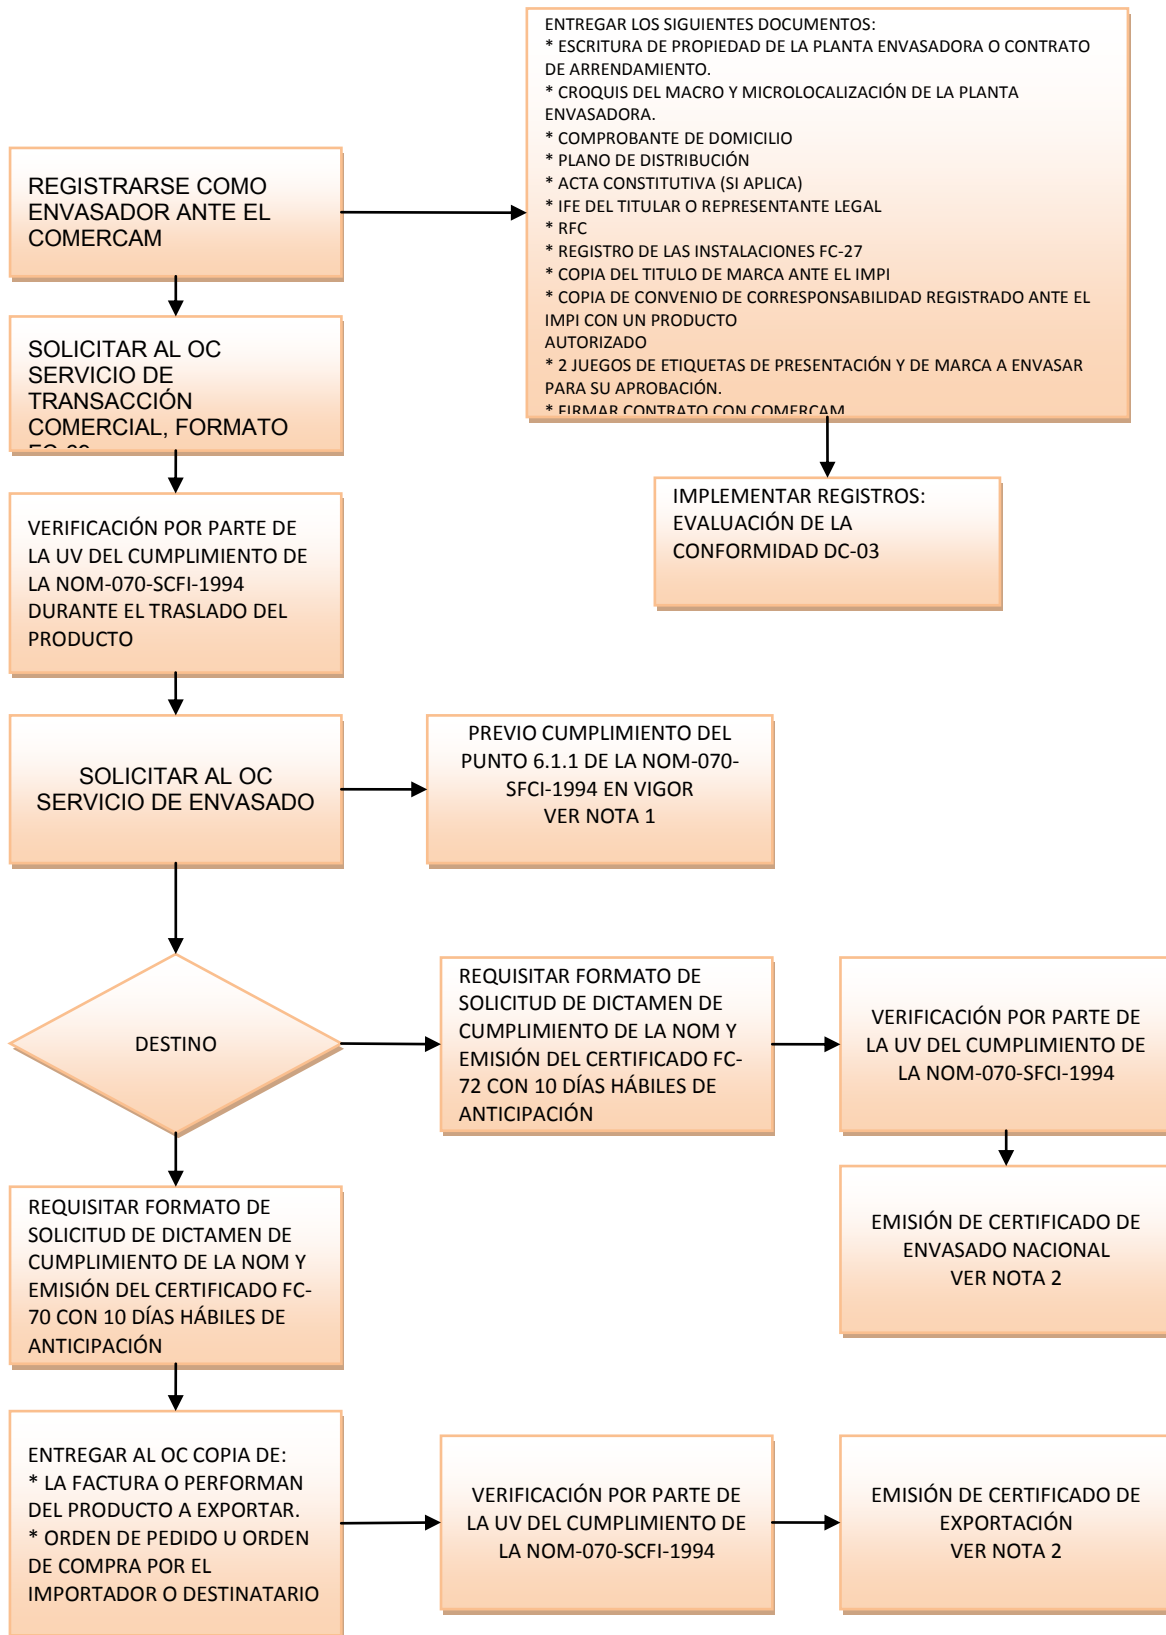 ENTREGAR LOS SIGUIENTES DOCUMENTOS:
* ESCRITURA DE PROPIEDAD DE LA PLANTA ENVASADORA O CONTRATO
DE ARRENDAMIENTO.
* CROQUIS DEL MACRO Y MICROLOCALIZACIÓN DE LA PLANTA
ENVASADORA.
* COMPROBANTE DE DOMICILIO
* PLANO DE DISTRIBUCIÓN
* ACTA CONSTITUTIVA (SI APLICA)
* IFE DEL TITULAR O REPRESENTANTE LEGAL
* RFC
* REGISTRO DE LAS INSTALACIONES FC-27
* COPIA DEL TITULO DE MARCA ANTE EL IMPI
* COPIA DE CONVENIO DE CORRESPONSABILIDAD REGISTRADO ANTE EL
IMPI CON UN PRODUCTO
AUTORIZADO
* 2 JUEGOS DE ETIQUETAS DE PRESENTACIÓN Y DE MARCA A ENVASAR
PARA SU APROBACIÓN.
* FIRMAR CONTRATO CON COMERCAM
REGISTRARSE COMO
ENVASADOR ANTE EL
COMERCAM
SOLICITAR AL OC
SERVICIO DE
TRANSACCIÓN
COMERCIAL, FORMATO
IMPLEMENTAR REGISTROS:
EVALUACIÓN DE LA
CONFORMIDAD DC-03
VERIFICACIÓN POR PARTE DE
LA UV DEL CUMPLIMIENTO DE
LA NOM-070-SCFI-1994
DURANTE EL TRASLADO DEL
PRODUCTO
SOLICITAR AL OC
SERVICIO DE ENVASADO
PREVIO CUMPLIMIENTO DEL
PUNTO 6.1.1 DE LA NOM-070-
SFCI-1994 EN VIGOR
VER NOTA 1
DESTINO
REQUISITAR FORMATO DE
SOLICITUD DE DICTAMEN DE
CUMPLIMIENTO DE LA NOM Y
EMISIÓN DEL CERTIFICADO FC-
72 CON 10 DÍAS HÁBILES DE
ANTICIPACIÓN
VERIFICACIÓN POR PARTE DE
LA UV DEL CUMPLIMIENTO DE
LA NOM-070-SFCI-1994
EMISIÓN DE CERTIFICADO DE
ENVASADO NACIONAL
VER NOTA 2
REQUISITAR FORMATO DE
SOLICITUD DE DICTAMEN DE
CUMPLIMIENTO DE LA NOM Y
EMISIÓN DEL CERTIFICADO FC-
70 CON 10 DÍAS HÁBILES DE
ANTICIPACIÓN
ENTREGAR AL OC COPIA DE:
* LA FACTURA O PERFORMAN
DEL PRODUCTO A EXPORTAR.
* ORDEN DE PEDIDO U ORDEN
DE COMPRA POR EL
IMPORTADOR O DESTINATARIO
VERIFICACIÓN POR PARTE DE
LA UV DEL CUMPLIMIENTO DE
LA NOM-070-SCFI-1994
EMISIÓN DE CERTIFICADO DE
EXPORTACIÓN
VER NOTA 2